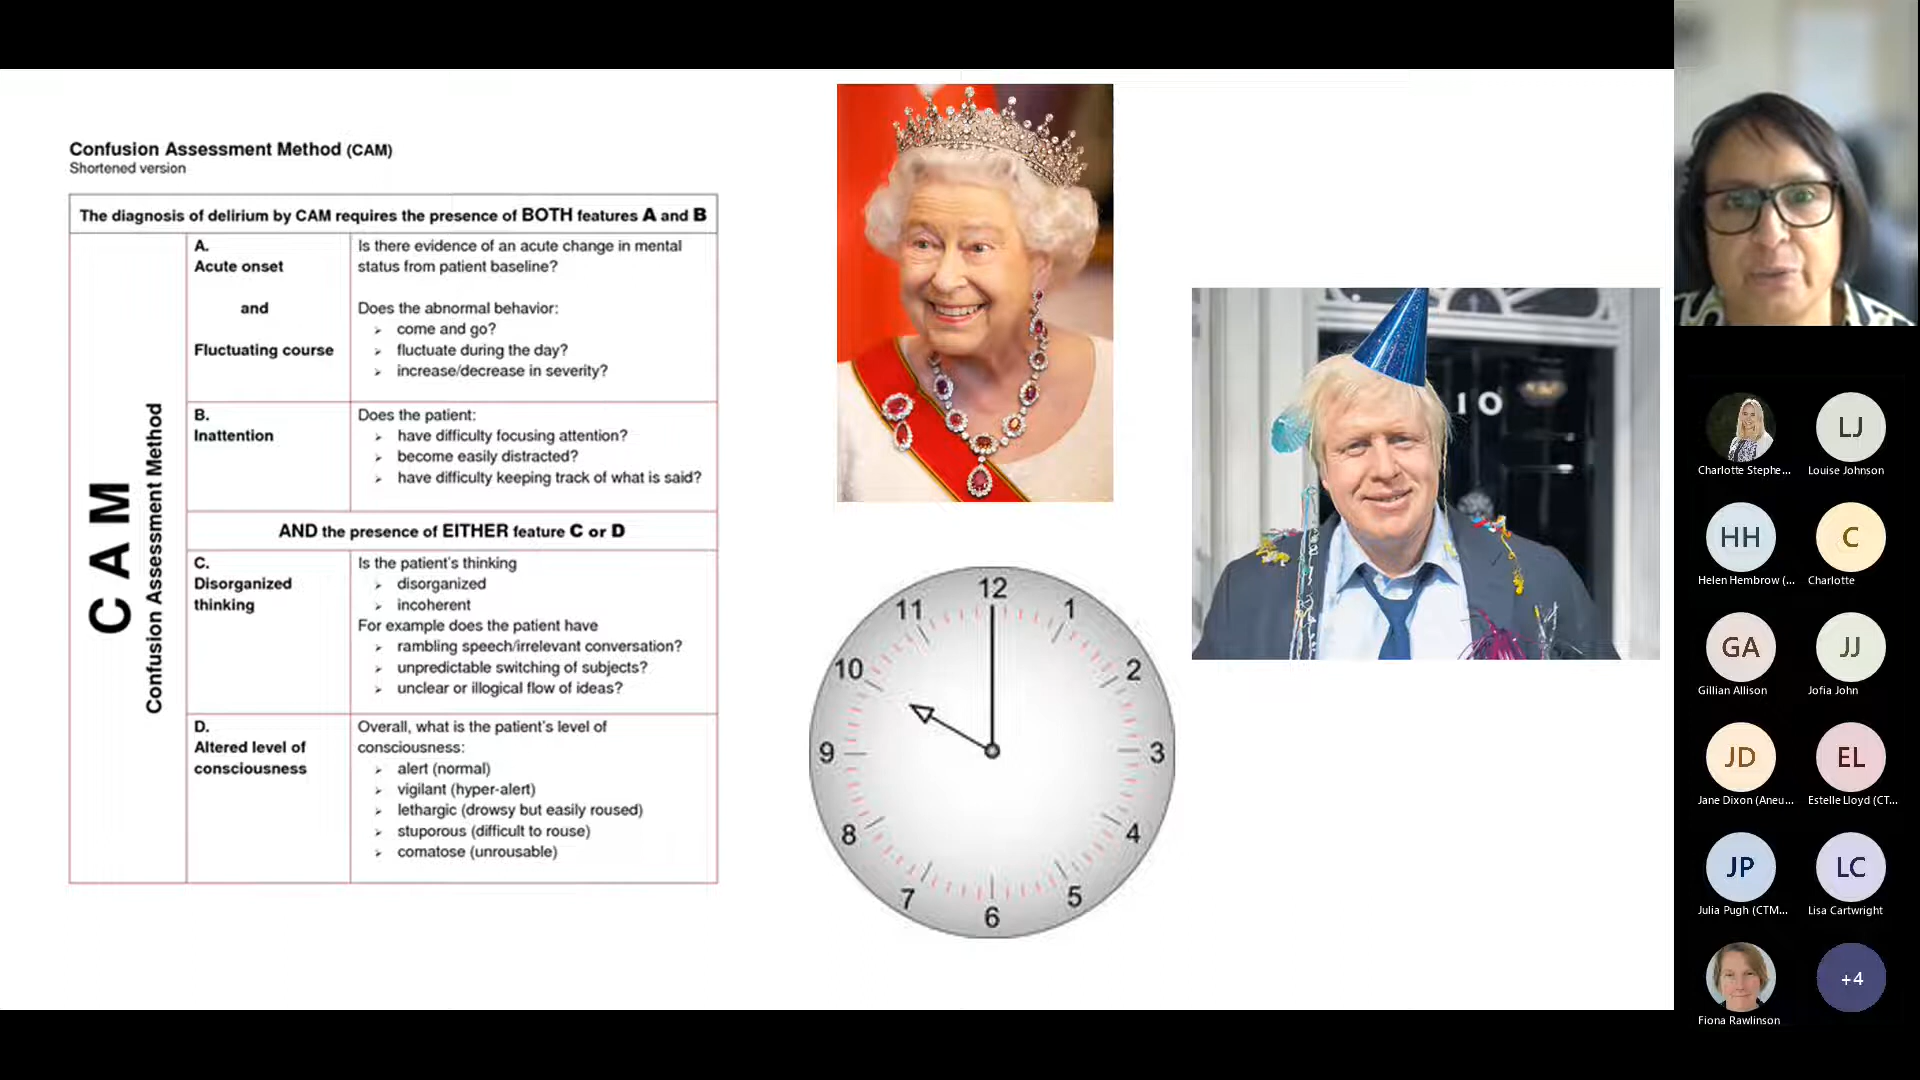 Confusion Assessment Method (CAM)
Shortened version
The diagnosis of delirium by CAM requires the presence of BOTH features A and B
CAM
Confusion Assessment Method
A.
Acute onset
and
Fluctuating course
Is there evidence of an acute change in mental
status from patient baseline?
Does the abnormal behavior:
➢ come and go?
➢ fluctuate during the day?
➢ increase/decrease in severity?
B.
Inattention
Does the patient:
➢ have difficulty focusing attention?
➢ become easily distracted?
➢ have difficulty keeping track of what is said?
AND the presence of EITHER feature C or D
C.
Disorganized
thinking
Is the patient's thinking
➢ disorganized
➢ incoherent
For example does the patient have
➢ rambling speech/irrelevant conversation?
➢ unpredictable switching of subjects?
➢ unclear or illogical flow of ideas?
D.
Altered level of
consciousness
Overall, what is the patient's level of
consciousness:
➢ alert (normal)
➢ vigilant (hyper-alert)
➢ lethargic (drowsy but easily roused)
➢ stuporous (difficult to rouse)
➢ comatose (unrousable)
10
12
1
2
3
4
5
6
7
8
9
10
11
Charlotte Stephe...
LJ
Louise Johnson
HH
Helen Hembrow (...
C
Charlotte
GA
Gillian Allison
JJ
Jofia John
JD
Jane Dixon (Aneu...
EL
Estelle Lloyd (CT...
JP
Julia Pugh (CTM...
LC
Lisa Cartwright
Fiona Rawlinson
+4